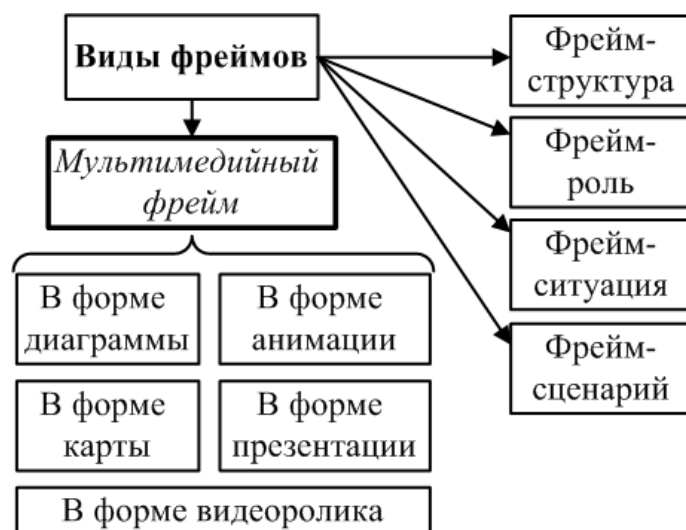 Виды фреймов
Мультимедийный
фрейм
В форме
диаграммы
В форме
анимации
В форме
карты
В форме
презентации
В форме видеоролика
Фрейм-
структура
Фрейм-
роль
Фрейм-
ситуация
Фрейм-
сценарий